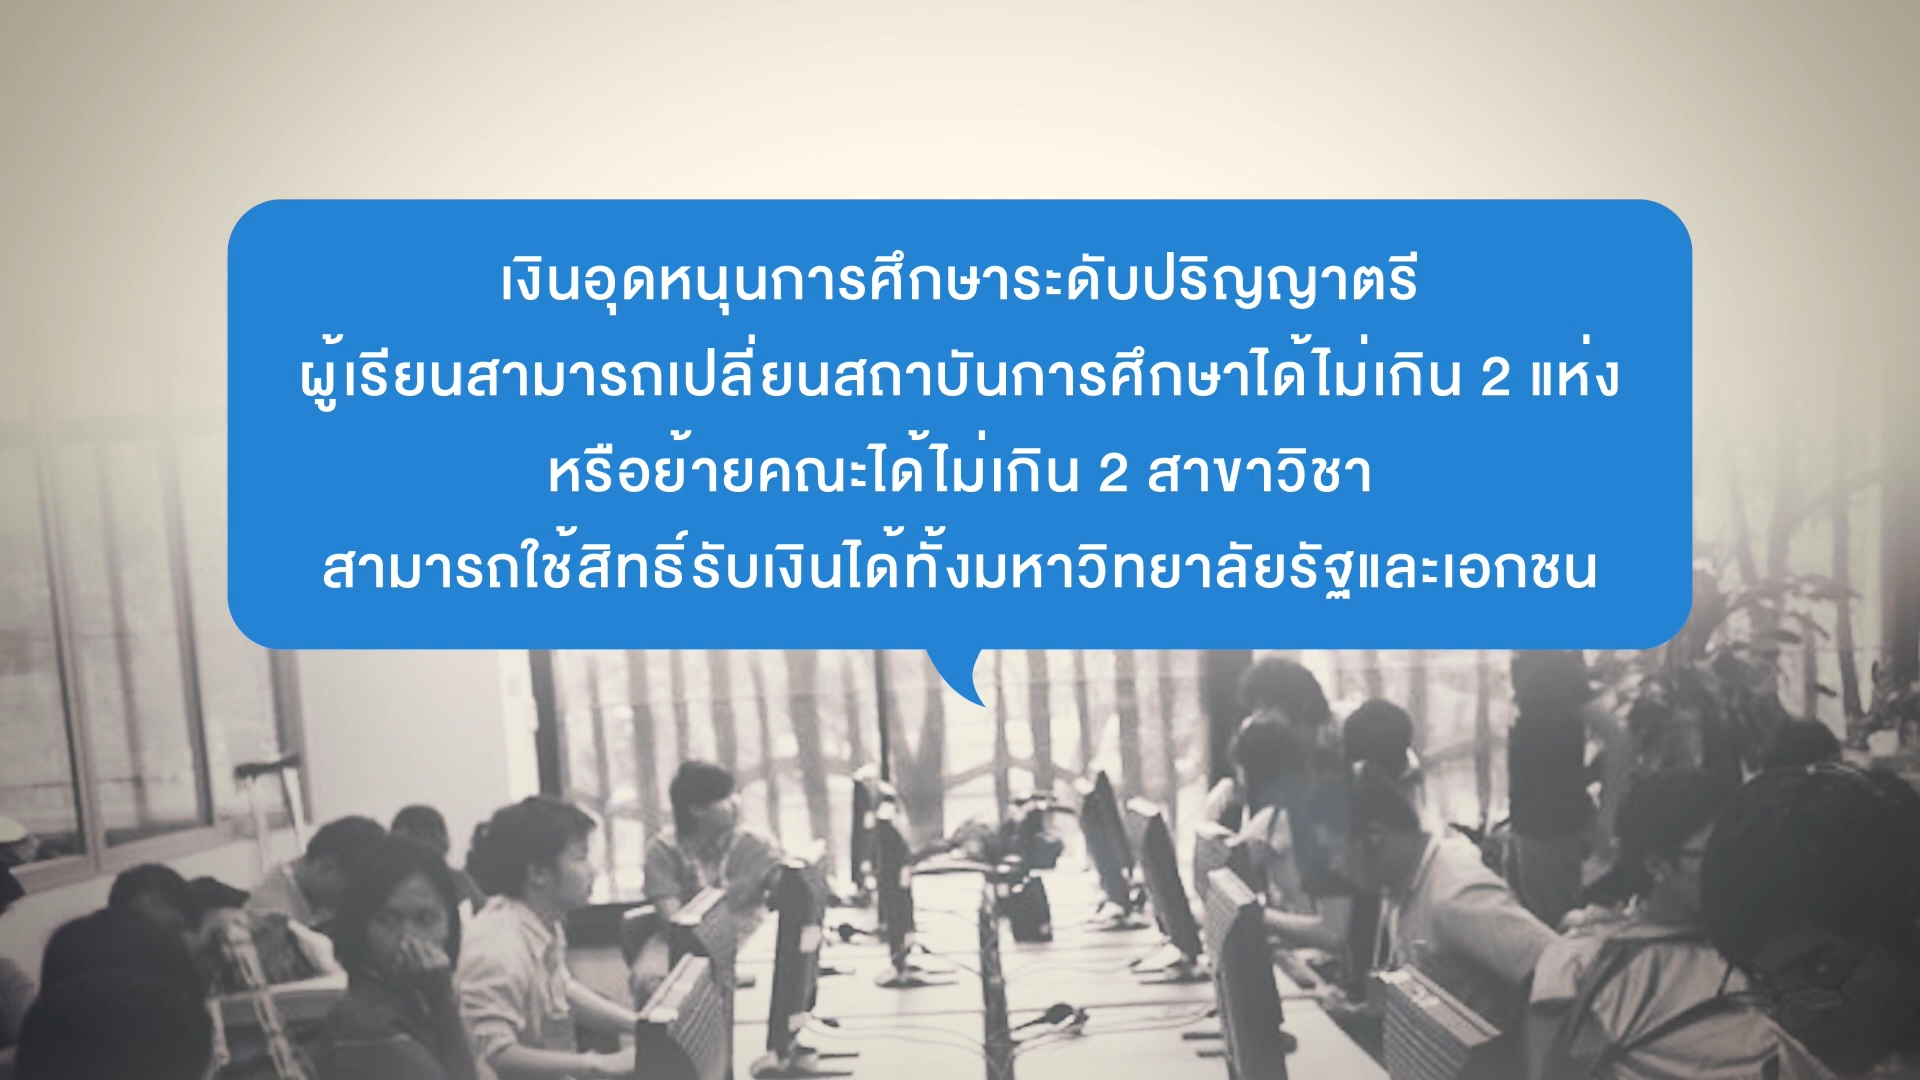 เงินอุดหนุนการศึกษาระดับปริญญาตรี
ผู้เรียนสามารถเปลี่ยนสถาบันการศึกษาได้ไม่เกิน 2 แห่ง
หรือย้ายคณะได้ไม่เกิน 2 สาขาวิชา
สามารถใช้สิทธิ์รับเงินได้ทั้งมหาวิทยาลัยรัฐและเอกชน